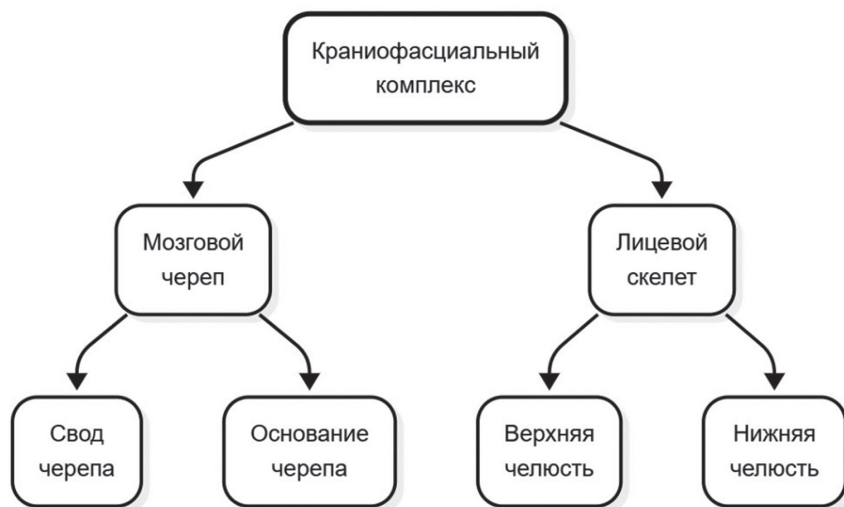 Краниофасциальный
комплекс
Мозговой
череп
Лицевой
скелет
Свод
черепа
Основание
черепа
Верхняя
челюсть
Нижняя
челюсть